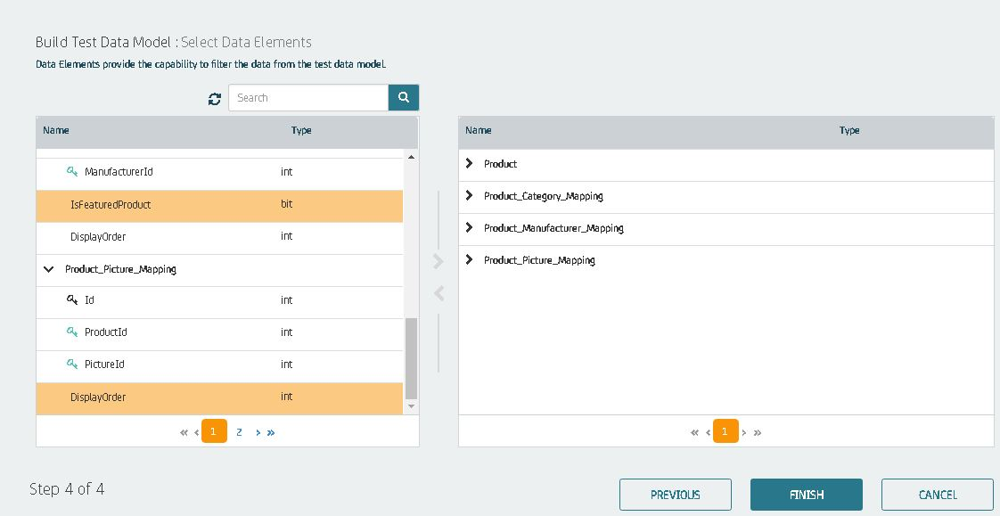 Build Test Data Model : Select Data Elements
Data Elements provide the capability to filter the data from the test data model.
Search
Name Type
ManufacturerId int
IsFeaturedProduct bit
DisplayOrder int
Product_Picture_Mapping
Id int
ProductId int
PictureId int
DisplayOrder int
« ‹ 1 2 › »
Name Type
Product
Product_Category_Mapping
Product_Manufacturer_Mapping
Product_Picture_Mapping
« ‹ 1 › »
Step 4 of 4
PREVIOUS FINISH CANCEL